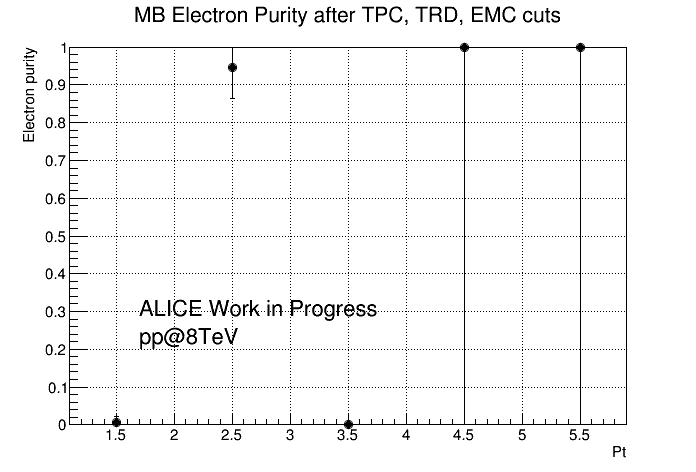 MB Electron Purity after TPC, TRD, EMC cuts
Electron purity
1
0.9
0.8
0.7
0.6
0.5
0.4
0.3
0.2
0.1
0
ALICE Work in Progress
pp@8TeV
1.5 2 2.5 3 3.5 4 4.5 5 5.5
Pt